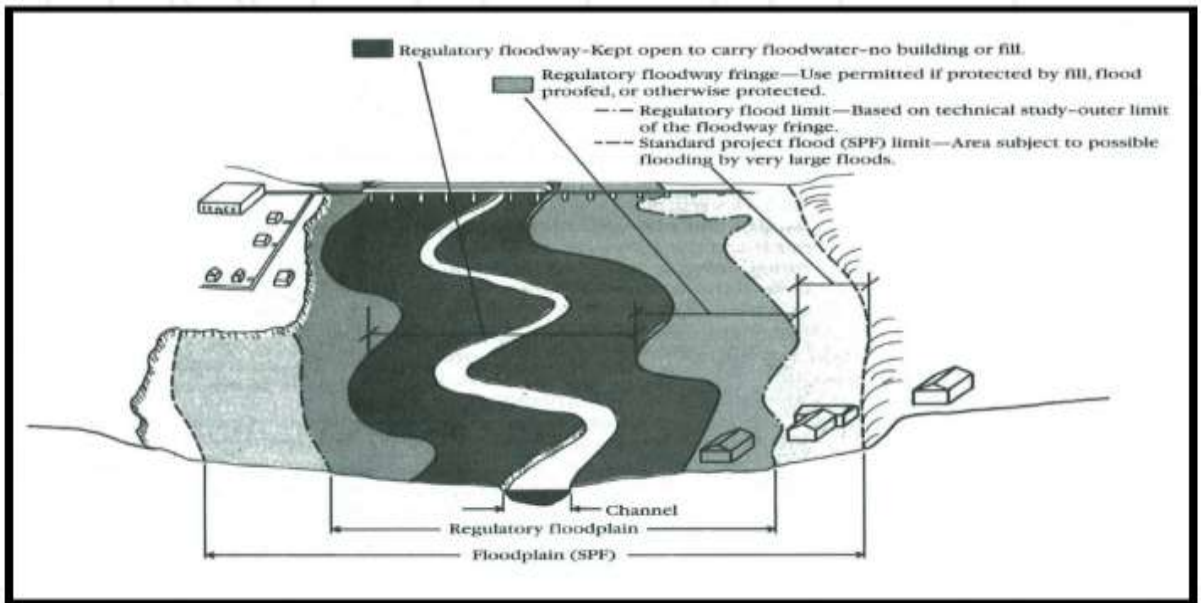 Regulatory floodway–Kept open to carry floodwater–no building or fill.
Regulatory floodway fringe—Use permitted if protected by fill, flood
proofed, or otherwise protected.
Regulatory flood limit—Based on technical study–outer limit
of the floodway fringe.
Standard project flood (SPF) limit—Area subject to possible
flooding by very large floods.
Channel
Regulatory floodplain
Floodplain (SPF)